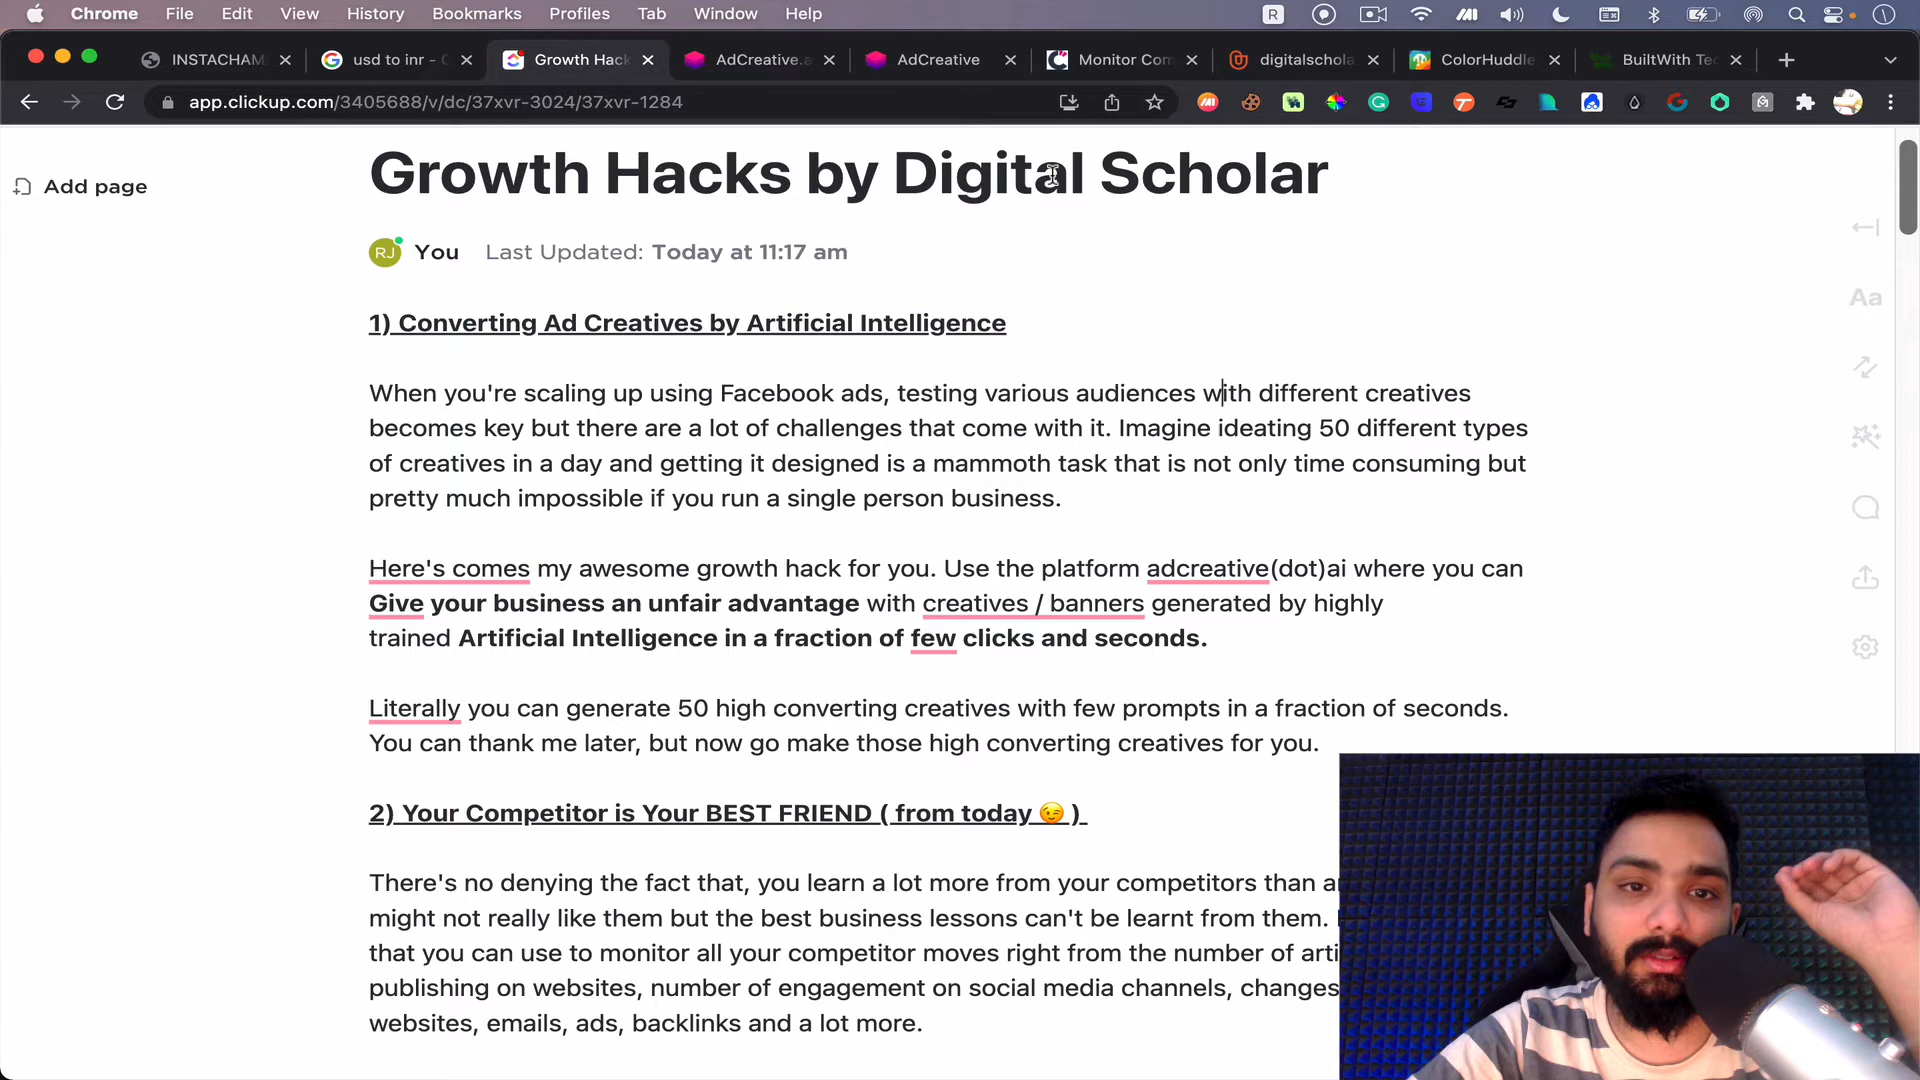 Chrome File Edit View History Bookmarks Profiles Tab Window Help
INSTACHAM usd to inr - G Growth Hac AdCreative.a AdCreative Monitor Com digitalschola ColorHuddle BuiltWith Tec
app.clickup.com/3405688/v/dc/37xvr-3024/37xvr-1284
Add page
Growth Hacks by Digital Scholar
RJ You Last Updated: Today at 11:17 am
Aa
1) Converting Ad Creatives by Artificial Intelligence
When you're scaling up using Facebook ads, testing various audiences with different creatives
becomes key but there are a lot of challenges that come with it. Imagine ideating 50 different types
of creatives in a day and getting it designed is a mammoth task that is not only time consuming but
pretty much impossible if you run a single person business.
Here's comes my awesome growth hack for you. Use the platform adcreative(dot)ai where you can
Give your business an unfair advantage with creatives / banners generated by highly
trained Artificial Intelligence in a fraction of few clicks and seconds.
Literally you can generate 50 high converting creatives with few prompts in a fraction of seconds.
You can thank me later, but now go make those high converting creatives for you.
2) Your Competitor is Your BEST FRIEND ( from today 😉 )
There's no denying the fact that, you learn a lot more from your competitors than
might not really like them but the best business lessons can't be learnt from them.
that you can use to monitor all your competitor moves right from the number of arti
publishing on websites, number of engagement on social media channels, changes
websites, emails, ads, backlinks and a lot more.